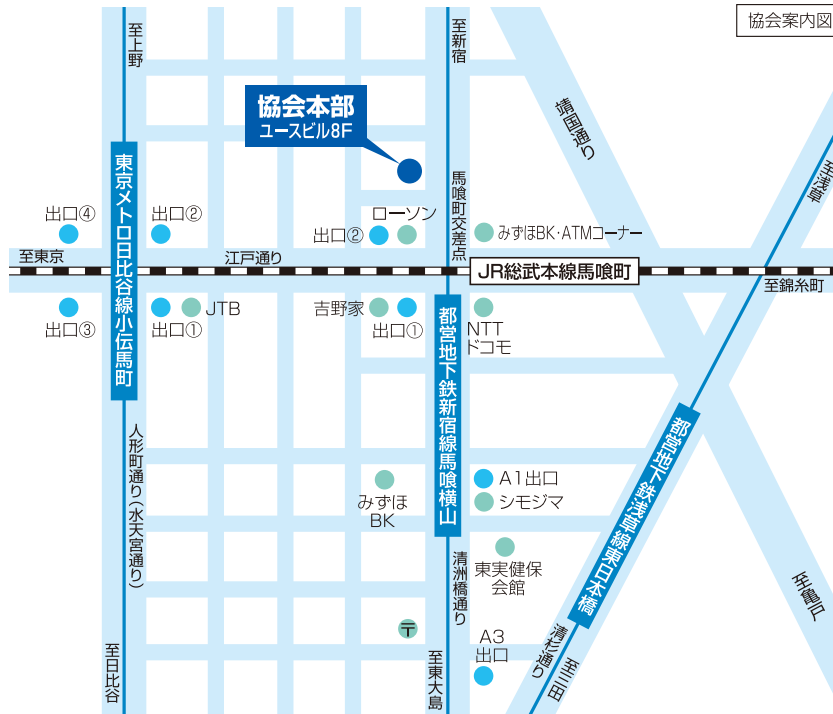 協会案内図
至上野
至新宿
協会本部
ユースビル8F
靖国通り
至浅草
東京メトロ日比谷線小伝馬町
馬喰町交差点
出口④
出口②
ローソン
出口②
みずほBK・ATMコーナー
至東京
江戸通り
JR総武本線馬喰町
至錦糸町
出口③
出口①
JTB
吉野家
出口①
NTT
ドコモ
都営地下鉄新宿線馬喰横山
都営地下鉄浅草線東日本橋
人形町通り(水天宮通り)
みずほ
BK
A1出口
シモジマ
東実健保
会館
清洲橋通り
至亀戸
〒
A3
出口
清杉通り
至三田
至日比谷
至東大島